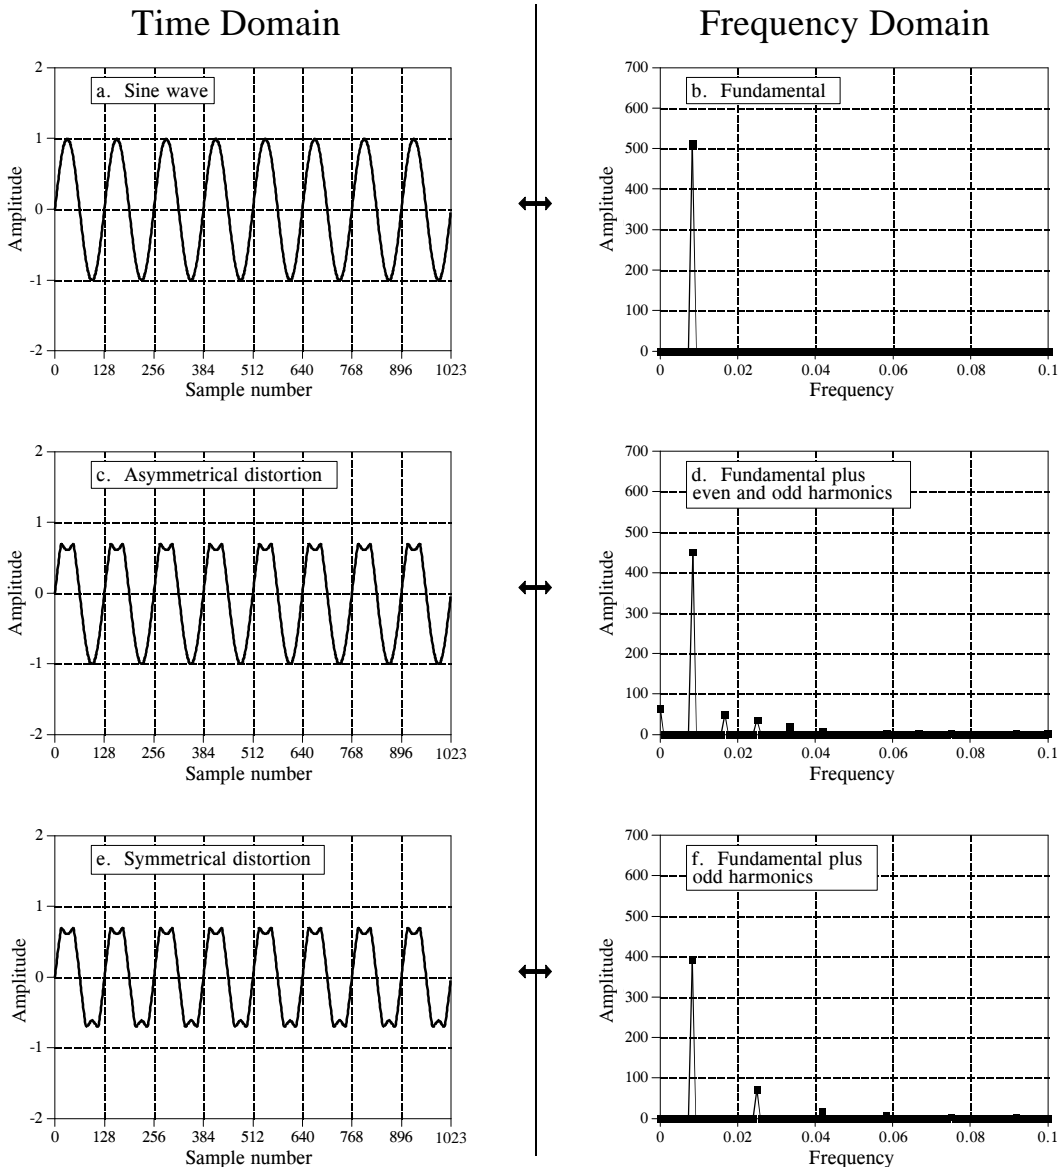 Time Domain
Frequency Domain
a. Sine wave
2
1
0
-1
-2
Amplitude
0 128 256 384 512 640 768 896 1023
Sample number
b. Fundamental
700
600
500
400
300
200
100
0
Amplitude
0 0.02 0.04 0.06 0.08 0.1
Frequency
c. Asymmetrical distortion
2
1
0
-1
-2
Amplitude
0 128 256 384 512 640 768 896 1023
Sample number
d. Fundamental plus
even and odd harmonics
700
600
500
400
300
200
100
0
Amplitude
0 0.02 0.04 0.06 0.08 0.1
Frequency
e. Symmetrical distortion
2
1
0
-1
-2
Amplitude
0 128 256 384 512 640 768 896 1023
Sample number
f. Fundamental plus
odd harmonics
700
600
500
400
300
200
100
0
Amplitude
0 0.02 0.04 0.06 0.08 0.1
Frequency